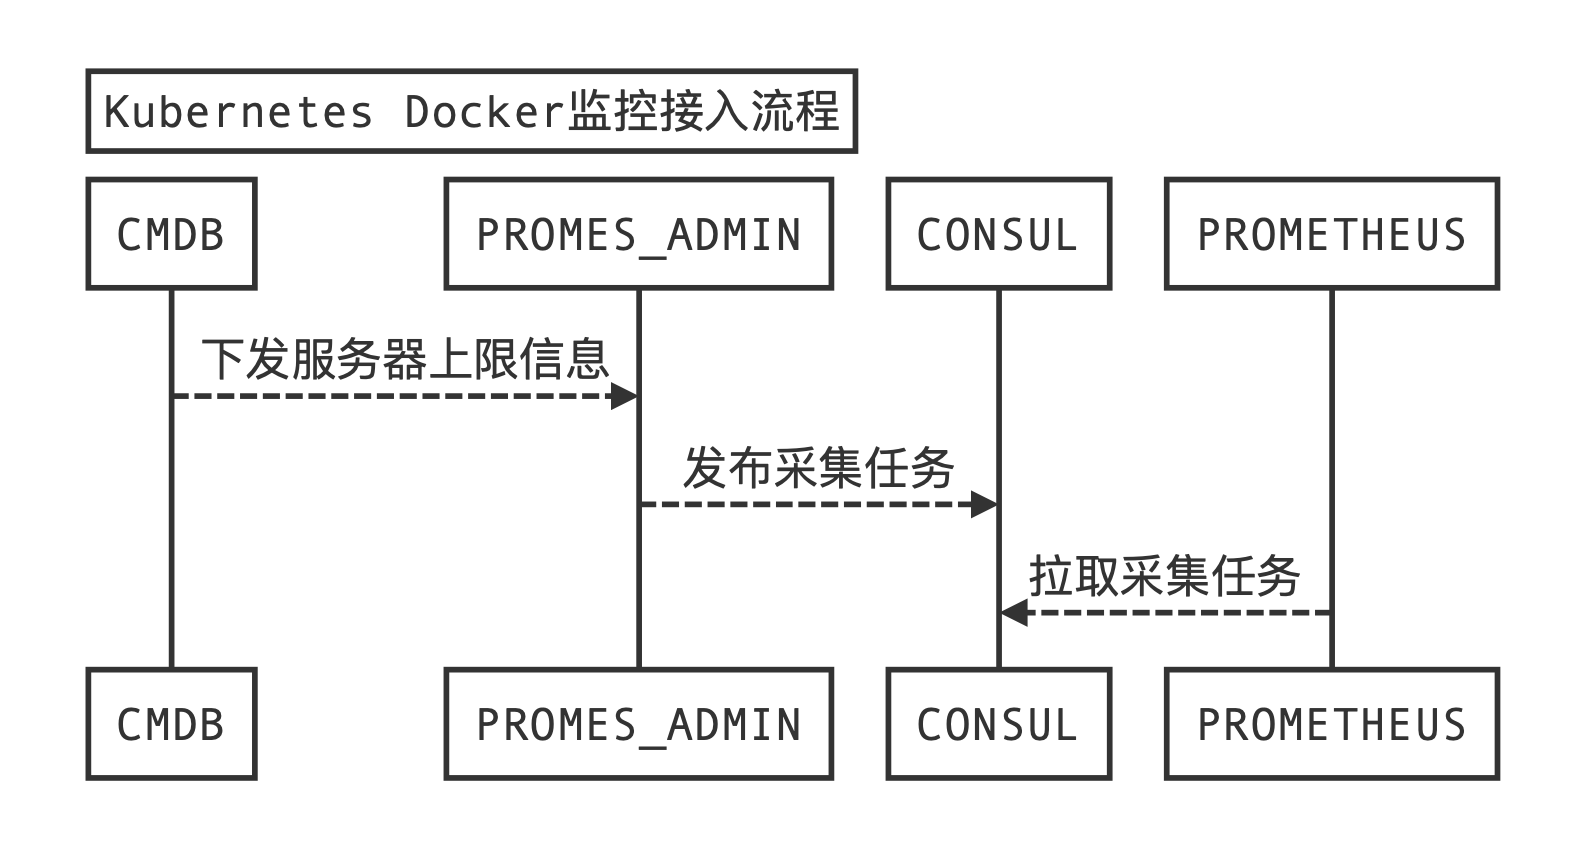 Kubernetes Docker监控接入流程
CMDB
PROMES_ADMIN
CONSUL
PROMETHEUS
下发服务器上限信息
发布采集任务
拉取采集任务
CMDB
PROMES_ADMIN
CONSUL
PROMETHEUS